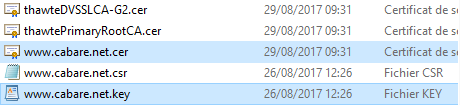 thawteDVSSLCA-G2.cer 29/08/2017 09:31 Certificat de sé
thawtePrimaryRootCA.cer 29/08/2017 09:31 Certificat de sé
www.cabare.net.cer 29/08/2017 09:31 Certificat de sé
www.cabare.net.csr 26/08/2017 12:26 Fichier CSR
www.cabare.net.key 26/08/2017 12:26 Fichier KEY